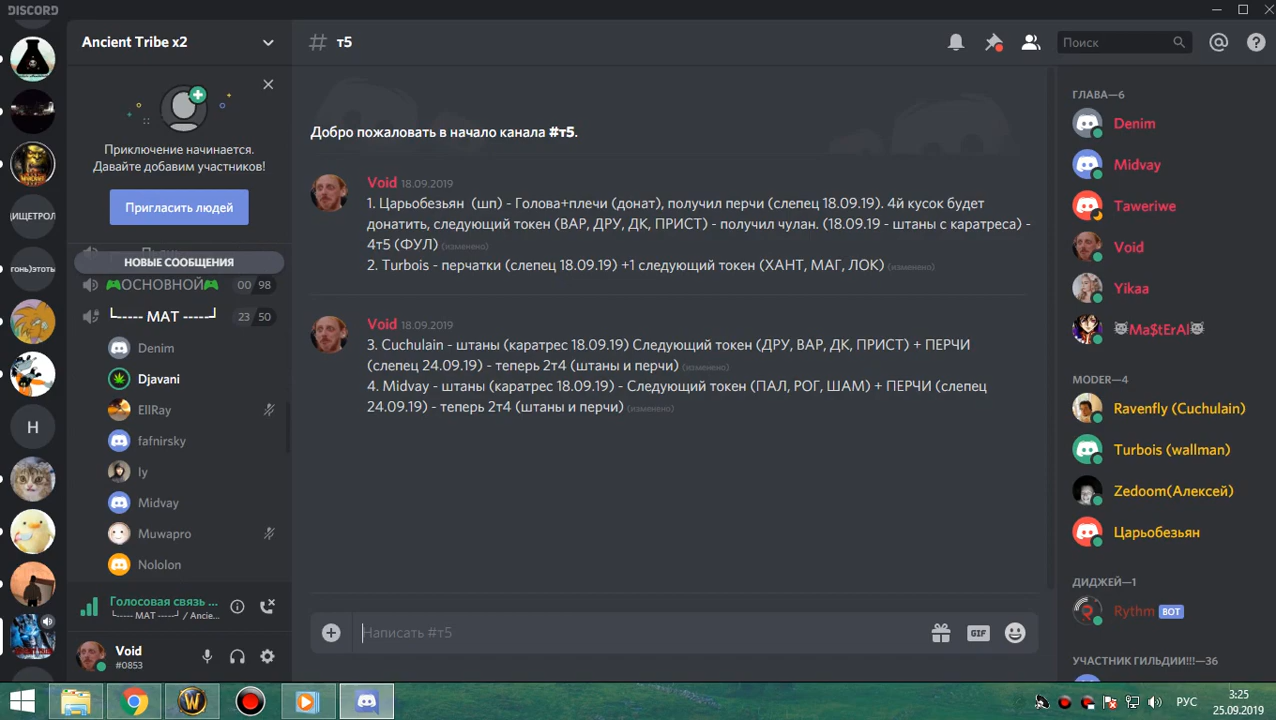 DISCORD
Ancient Tribe x2
Приключение начинается.
Давайте добавим участников!
Пригласить людей
НОВЫЕ СООБЩЕНИЯ
🎮ОСНОВНОЙ🎮 00 98
└----- МАТ -----┘ 23 50
Denim
Djavani
EllRay
fafnirsky
Iy
Midvay
Muwapro
Nololon
Голосовая связь ...
└----- МАТ -----┘ / Ancie...
Void
#0853
ИЩЕТРОЛ
гонь)этоты
Н
# т5
Поиск
Добро пожаловать в начало канала #т5.
Void 18.09.2019
1. Царьобезьян (шп) - Голова+плечи (донат), получил перчи (слепец 18.09.19). 4й кусок будет
донатить, следующий токен (ВАР, ДРУ, ДК, ПРИСТ) - получил чулан. (18.09.19 - штаны с каратреса) -
4т5 (ФУЛ) (изменено)
2. Turbois - перчатки (слепец 18.09.19) +1 следующий токен (ХАНТ, МАГ, ЛОК) (изменено)
Void 18.09.2019
3. Cuchulain - штаны (каратрес 18.09.19) Следующий токен (ДРУ, ВАР, ДК, ПРИСТ) + ПЕРЧИ
(слепец 24.09.19) - теперь 2т4 (штаны и перчи) (изменено)
4. Midvay - штаны (каратрес 18.09.19) - Следующий токен (ПАЛ, РОГ, ШАМ) + ПЕРЧИ (слепец
24.09.19) - теперь 2т4 (штаны и перчи) (изменено)
Написать #т5
GIF
ГЛАВА—6
Denim
Midvay
Taweriwe
Void
Yikaa
🐺Ma$tErAl🐺
MODER—4
Ravenfly (Cuchulain)
Turbois (wallman)
Zedoom(Алексей)
Царьобезьян
ДИДЖЕЙ—1
Rythm BOT
УЧАСТНИК ГИЛЬДИИ!!!—36
РУС
3:25
25.09.2019